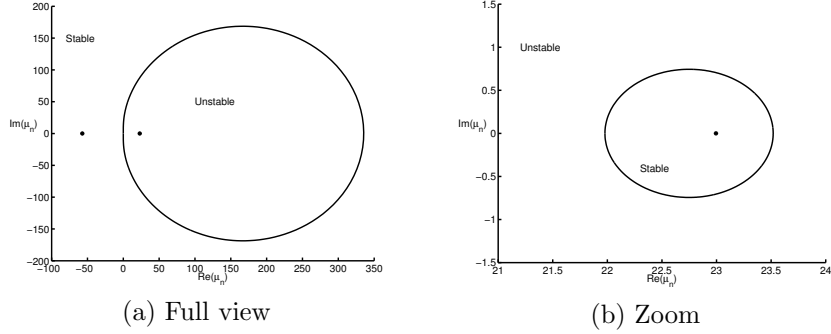 200
Stable
150
100
Unstable
50
Im(μn) 0
−50
−100
−150
−200
−100 −50 0 50 100 150 200 250 300 350
Re(μn)
(a) Full view
1.5
1
Unstable
0.5
Im(μn) 0
Stable
−0.5
−1
−1.5
21 21.5 22 22.5 23 23.5 24
Re(μn)
(b) Zoom